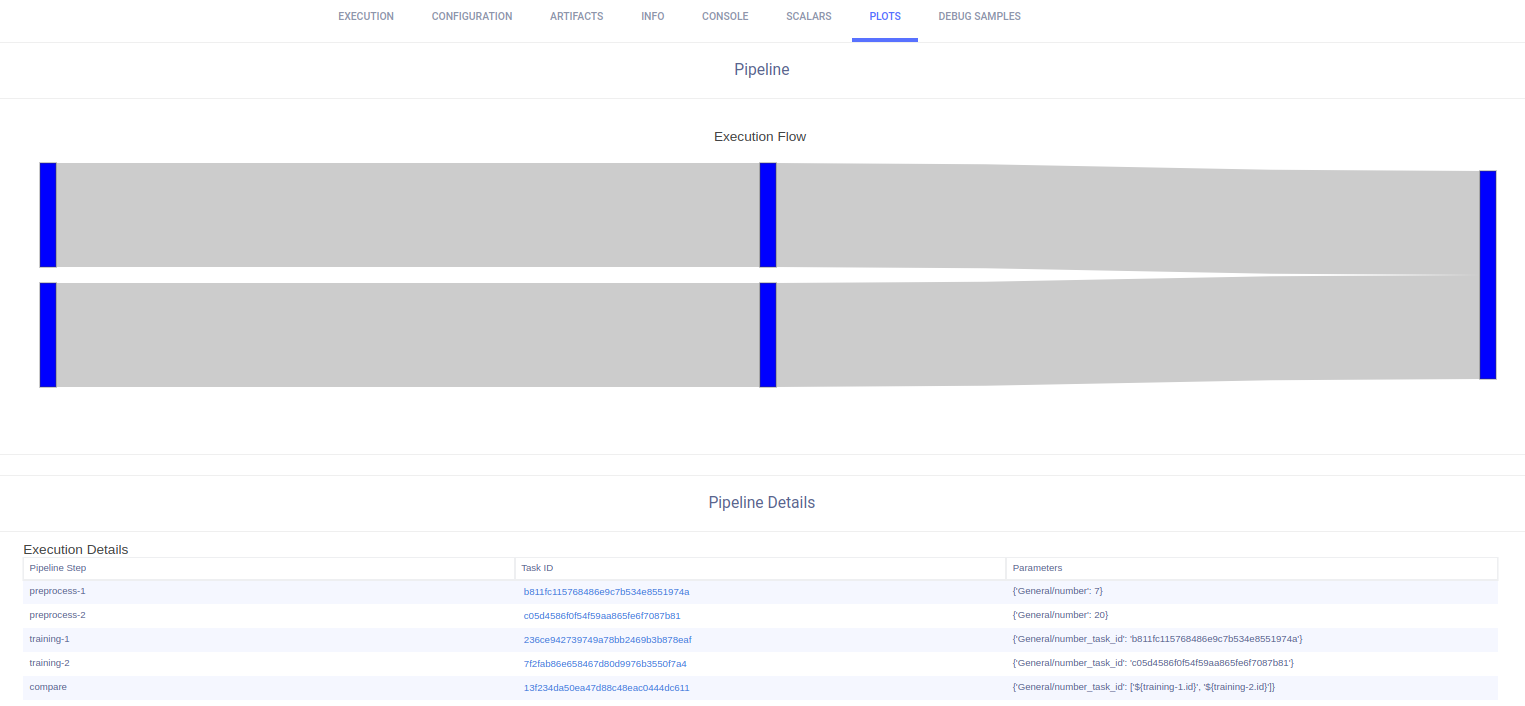 EXECUTION CONFIGURATION ARTIFACTS INFO CONSOLE SCALARS PLOTS DEBUG SAMPLES
Pipeline
Execution Flow
Pipeline Details
Execution Details
Pipeline Step Task ID Parameters
preprocess-1 b811fc115768486e9c7b534e8551974a {'General/number': 7}
preprocess-2 c05d4586f0f54f59aa865fe6f7087b81 {'General/number': 20}
training-1 236ce942739749a78bb2469b3b878eaf {'General/number_task_id': 'b811fc115768486e9c7b534e8551974a'}
training-2 7f2fab86e658467d80d9976b3550f7a4 {'General/number_task_id': 'c05d4586f0f54f59aa865fe6f7087b81'}
compare 13f234da50ea47d88c48eac0444dc611 {'General/number_task_id': ['${training-1.id}', '${training-2.id}']}